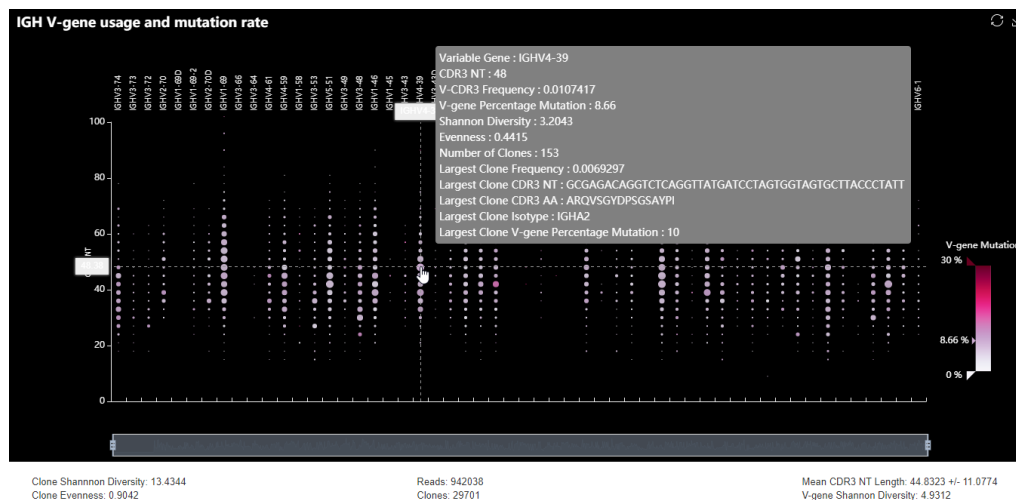 IGH V-gene usage and mutation rate
Variable Gene : IGHV4-39
CDR3 NT : 48
V-CDR3 Frequency : 0.0107417
V-gene Percentage Mutation : 8.66
Shannon Diversity : 3.2043
Evenness : 0.4415
Number of Clones : 153
Largest Clone Frequency : 0.0069297
Largest Clone CDR3 NT : GCGAGACAGGTCTCAGGTTATGATCCTAGTGGTAGTGCTTACCCTATT
Largest Clone CDR3 AA : ARQVSGYDPSGSAYPI
Largest Clone Isotype : IGHA2
Largest Clone V-gene Percentage Mutation : 10
IGHV3-74
IGHV3-73
IGHV3-72
IGHV2-70
IGHV1-69D
IGHV1-69-2
IGHV2-70D
IGHV1-69
IGHV3-66
IGHV3-64
IGHV4-61
IGHV4-59
IGHV1-58
IGHV3-53
IGHV5-51
IGHV3-49
IGHV3-48
IGHV1-46
IGHV1-45
IGHV3-43
IGHV4-39
IGHV6-1
100
80
60
40
20
0
NT
V-gene Mutation
30 %
8.66 %
0 %
Clone Shannnon Diversity: 13.4344
Clone Evenness: 0.9042
Reads: 942038
Clones: 29701
Mean CDR3 NT Length: 44.8323 +/- 11.0774
V-gene Shannon Diversity: 4.9312